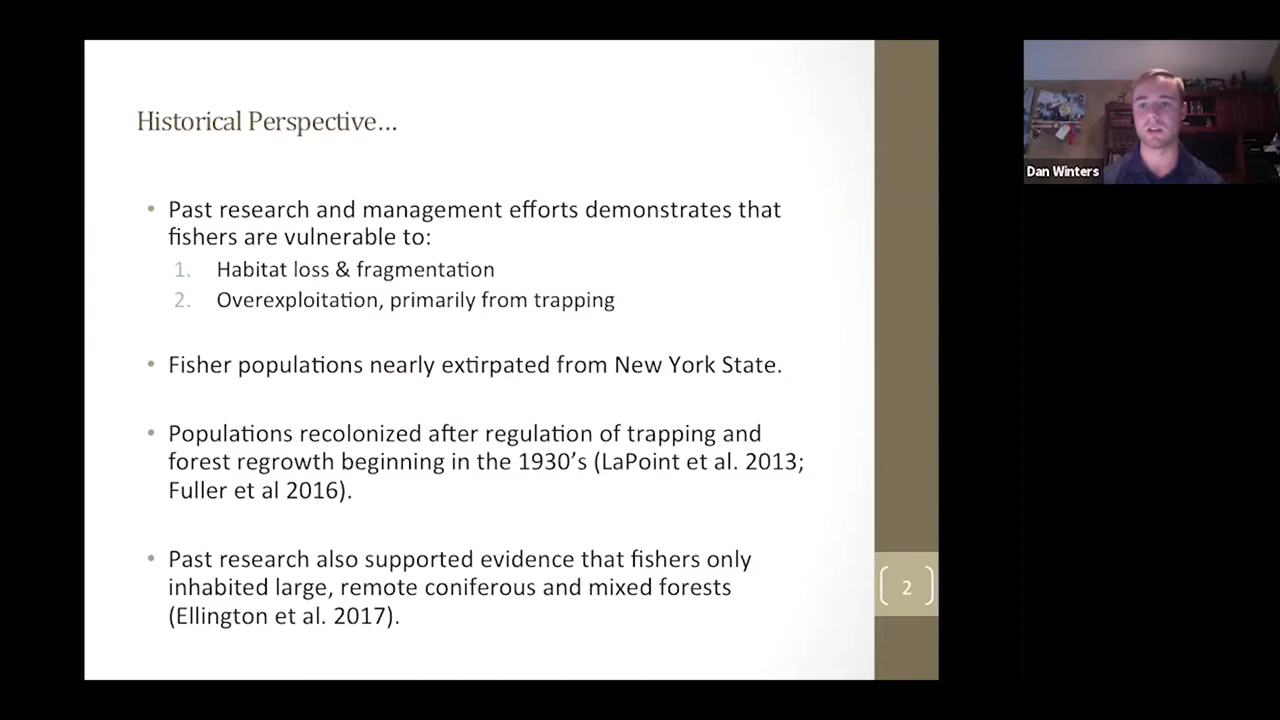 Historical Perspective...
• Past research and management efforts demonstrates that
fishers are vulnerable to:
1. Habitat loss & fragmentation
2. Overexploitation, primarily from trapping
• Fisher populations nearly extirpated from New York State.
• Populations recolonized after regulation of trapping and
forest regrowth beginning in the 1930's (LaPoint et al. 2013;
Fuller et al 2016).
• Past research also supported evidence that fishers only
inhabited large, remote coniferous and mixed forests
(Ellington et al. 2017).
2
Dan Winters